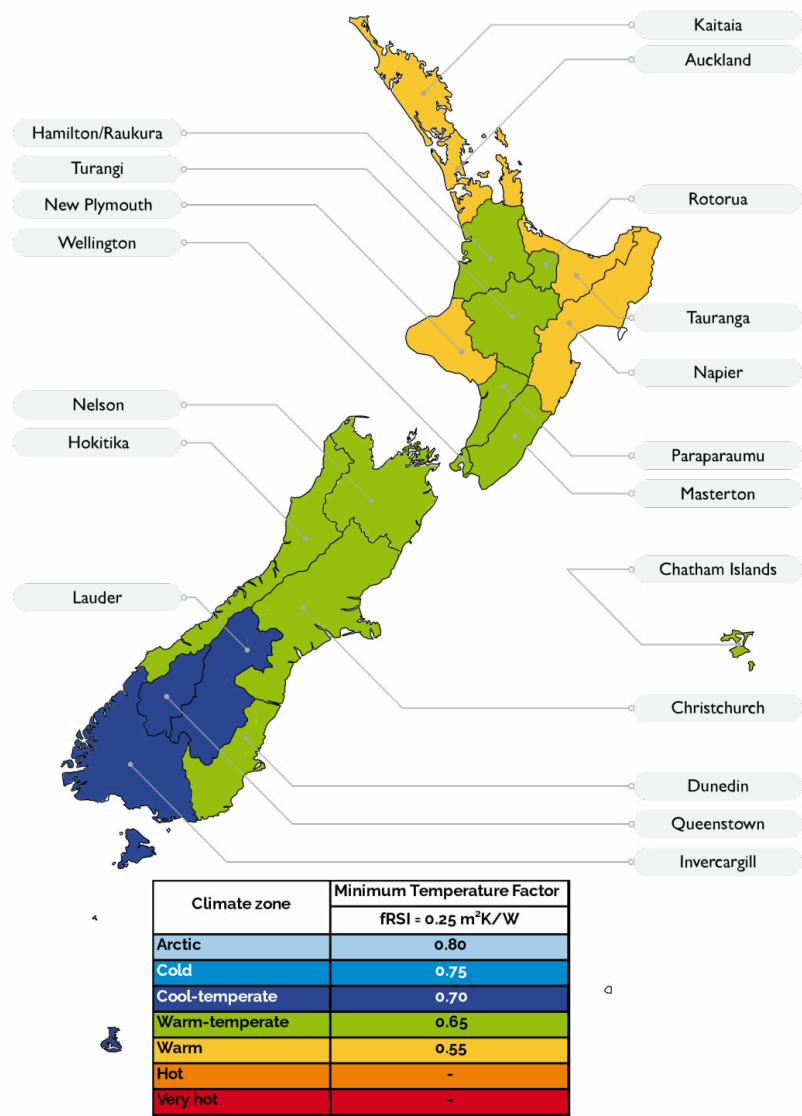 Kaitaia
Auckland
Hamilton/Raukura
Turangi
New Plymouth
Rotorua
Wellington
Tauranga
Napier
Nelson
Hokitika
Paraparaumu
Masterton
Chatham Islands
Lauder
Christchurch
Dunedin
Queenstown
Invercargill
Climate zone
Minimum Temperature Factor
fRSI = 0.25 m²K/W
Arctic 0.80
Cold 0.75
Cool-temperate 0.70
Warm-temperate 0.65
Warm 0.55
Hot -
Very hot -